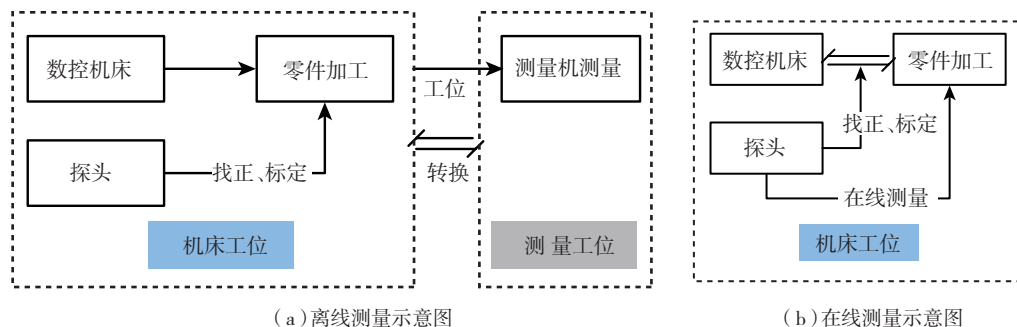 数控机床
零件加工
工位
测量机测量
探头
找正、标定
转换
机床工位
测 量工位
(a)离线测量示意图
数控机床
零件加工
找正、标定
探头
在线测量
机床工位
(b)在线测量示意图